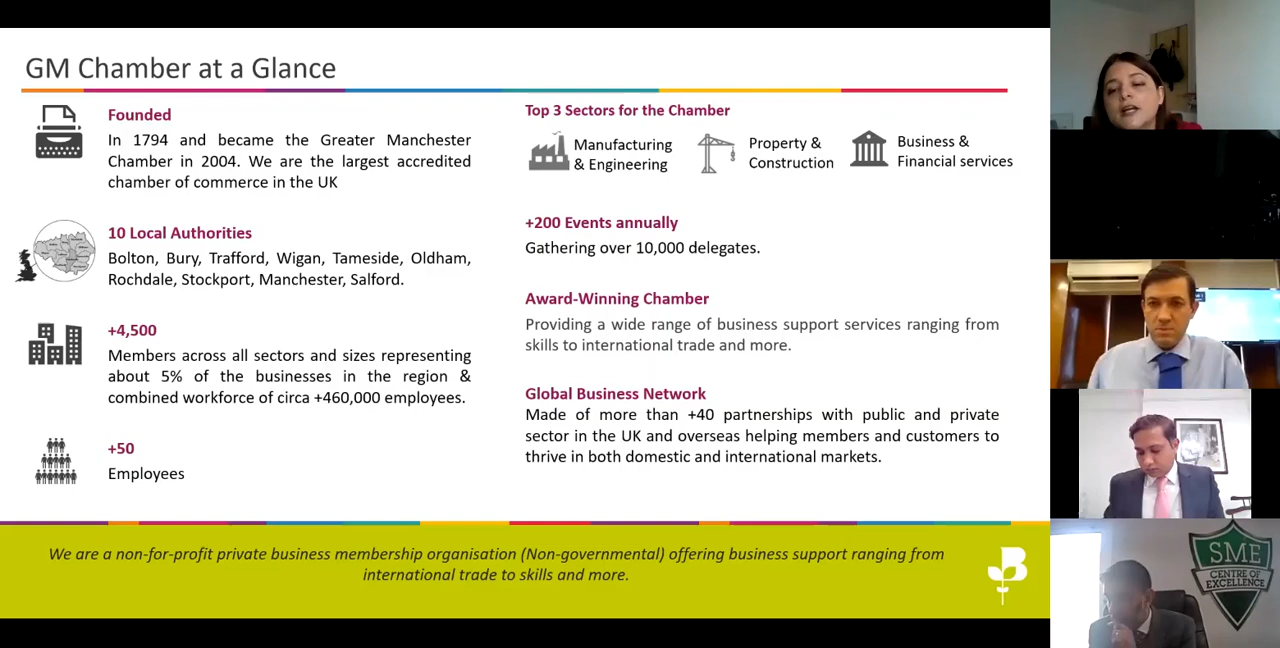 GM Chamber at a Glance
Founded
In 1794 and became the Greater Manchester
Chamber in 2004. We are the largest accredited
chamber of commerce in the UK
10 Local Authorities
Bolton, Bury, Trafford, Wigan, Tameside, Oldham,
Rochdale, Stockport, Manchester, Salford.
+4,500
Members across all sectors and sizes representing
about 5% of the businesses in the region &
combined workforce of circa +460,000 employees.
+50
Employees
Top 3 Sectors for the Chamber
Manufacturing
& Engineering
Property &
Construction
Business &
Financial services
+200 Events annually
Gathering over 10,000 delegates.
Award-Winning Chamber
Providing a wide range of business support services ranging from
skills to international trade and more.
Global Business Network
Made of more than +40 partnerships with public and private
sector in the UK and overseas helping members and customers to
thrive in both domestic and international markets.
We are a non-for-profit private business membership organisation (Non-governmental) offering business support ranging from
international trade to skills and more.
SME
CENTRE OF
EXCELLENCE